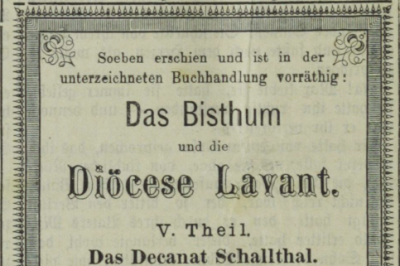 Soeben erschien und ist in der
unterzeichneten Buchhandlung vorräthig:
Das Bisthum
und die
Diöcese Lavant.
V. Theil.
Das Decanat Schallthal.